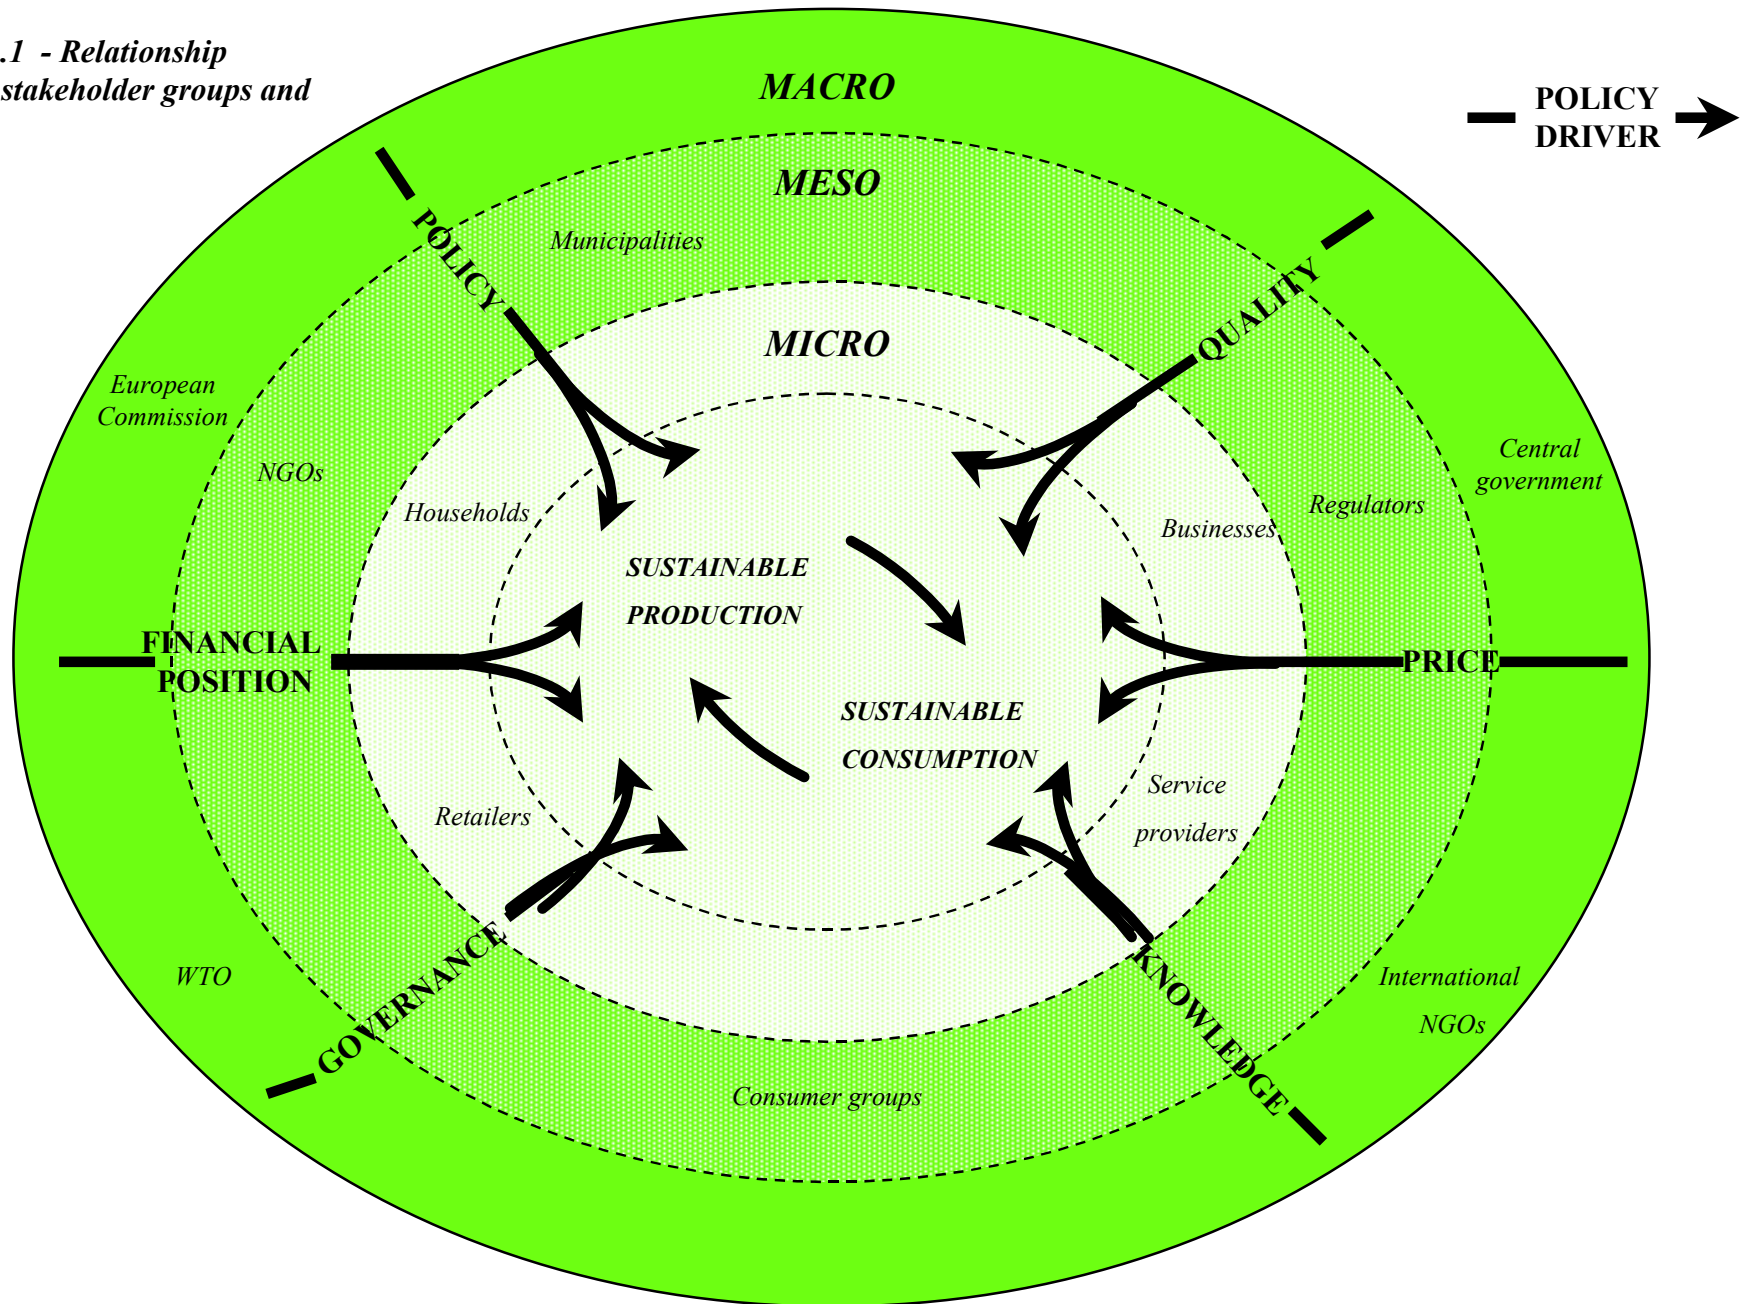 .1 - Relationship
stakeholder groups and
MACRO
POLICY
DRIVER
MESO
POLICY
Municipalities
QUALITY
MICRO
European
Commission
NGOs
Central
government
Households
Regulators
Businesses
SUSTAINABLE
PRODUCTION
FINANCIAL
POSITION
PRICE
SUSTAINABLE
CONSUMPTION
Service
providers
Retailers
GOVERNANCE
KNOWLEDGE
WTO
International
NGOs
Consumer groups